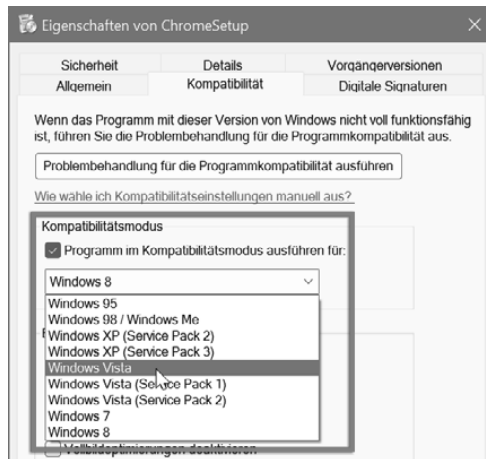 Eigenschaften von ChromeSetup
Sicherheit Details Vorgängerversionen
Allgemein Kompatibilität Digitale Signaturen
Wenn das Programm mit dieser Version von Windows nicht voll funktionsfähig
ist, führen Sie die Problembehandlung für die Programmkompatibilität aus.
Problembehandlung für die Programmkompatibilität ausführen
Wie wähle ich Kompatibilitätseinstellungen manuell aus?
Kompatibilitätsmodus
Programm im Kompatibilitätsmodus ausführen für:
Windows 8
Windows 95
Windows 98 / Windows Me
Windows XP (Service Pack 2)
Windows XP (Service Pack 3)
Windows Vista
Windows Vista (Service Pack 1)
Windows Vista (Service Pack 2)
Windows 7
Windows 8
Vollbildoptimierungen deaktivieren